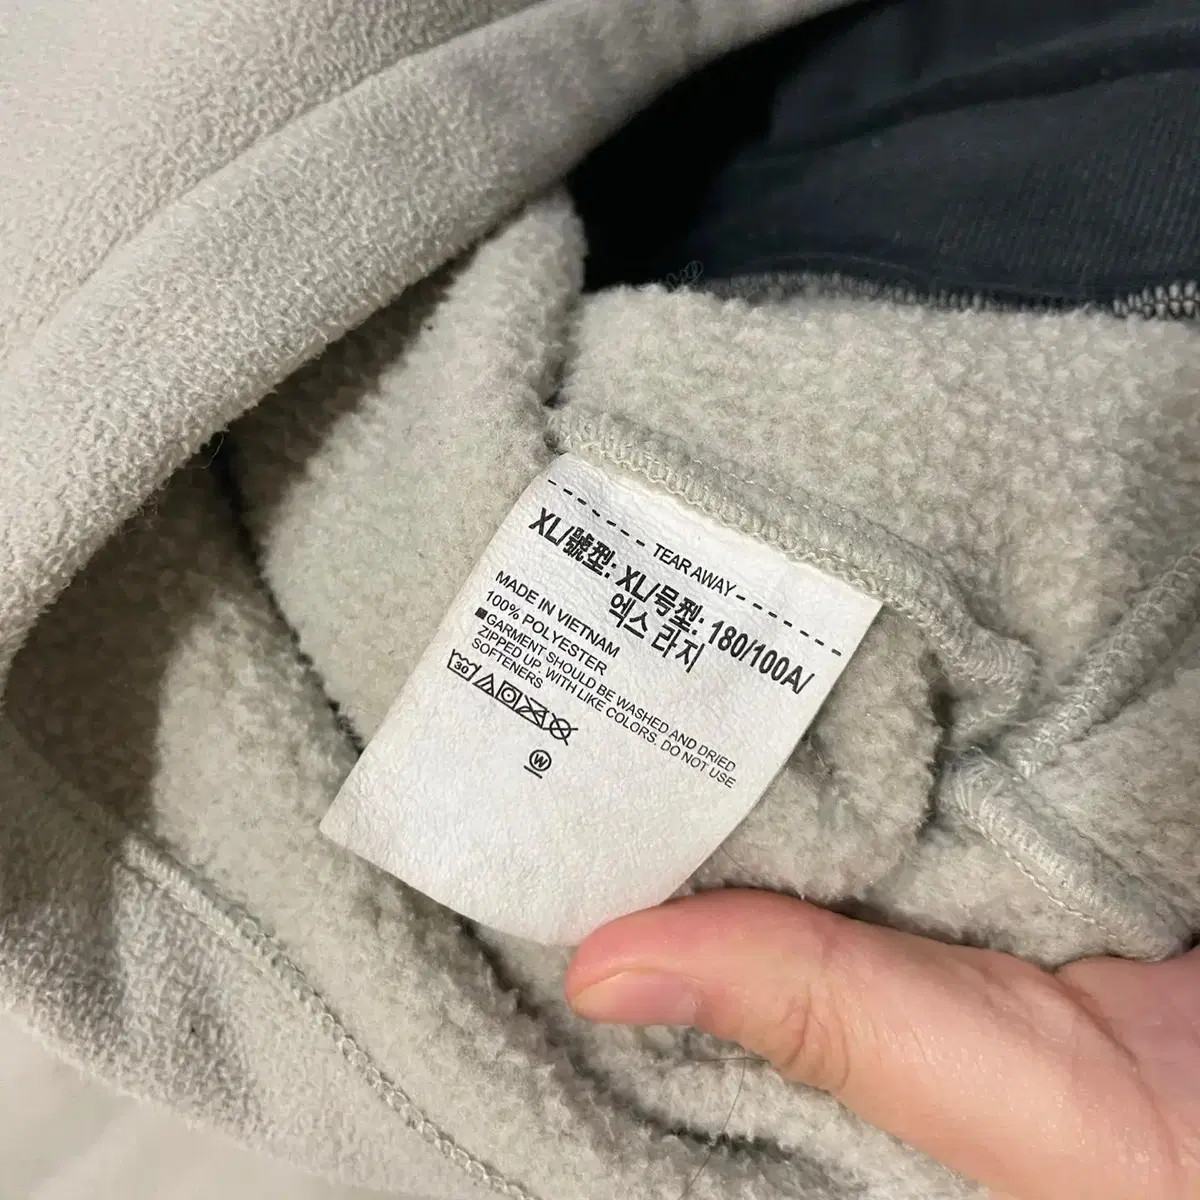 TEAR AWAY
XL/號型: XL/号型: 180/100A/
엑스 라지
MADE IN VIETNAM
100% POLYESTER
■GARMENT SHOULD BE WASHED AND DRIED
ZIPPED UP. WITH LIKE COLORS. DO NOT USE
SOFTENERS
30
W